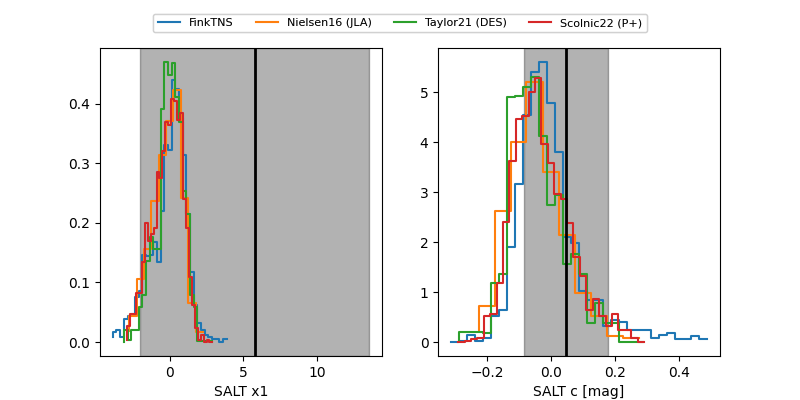 FinkTNS Nielsen16 (JLA) Taylor21 (DES) Scolnic22 (P+)
0.4
0.3
0.2
0.1
0.0
0 5 10
SALT x1
5
4
3
2
1
0
−0.2 0.0 0.2 0.4
SALT c [mag]